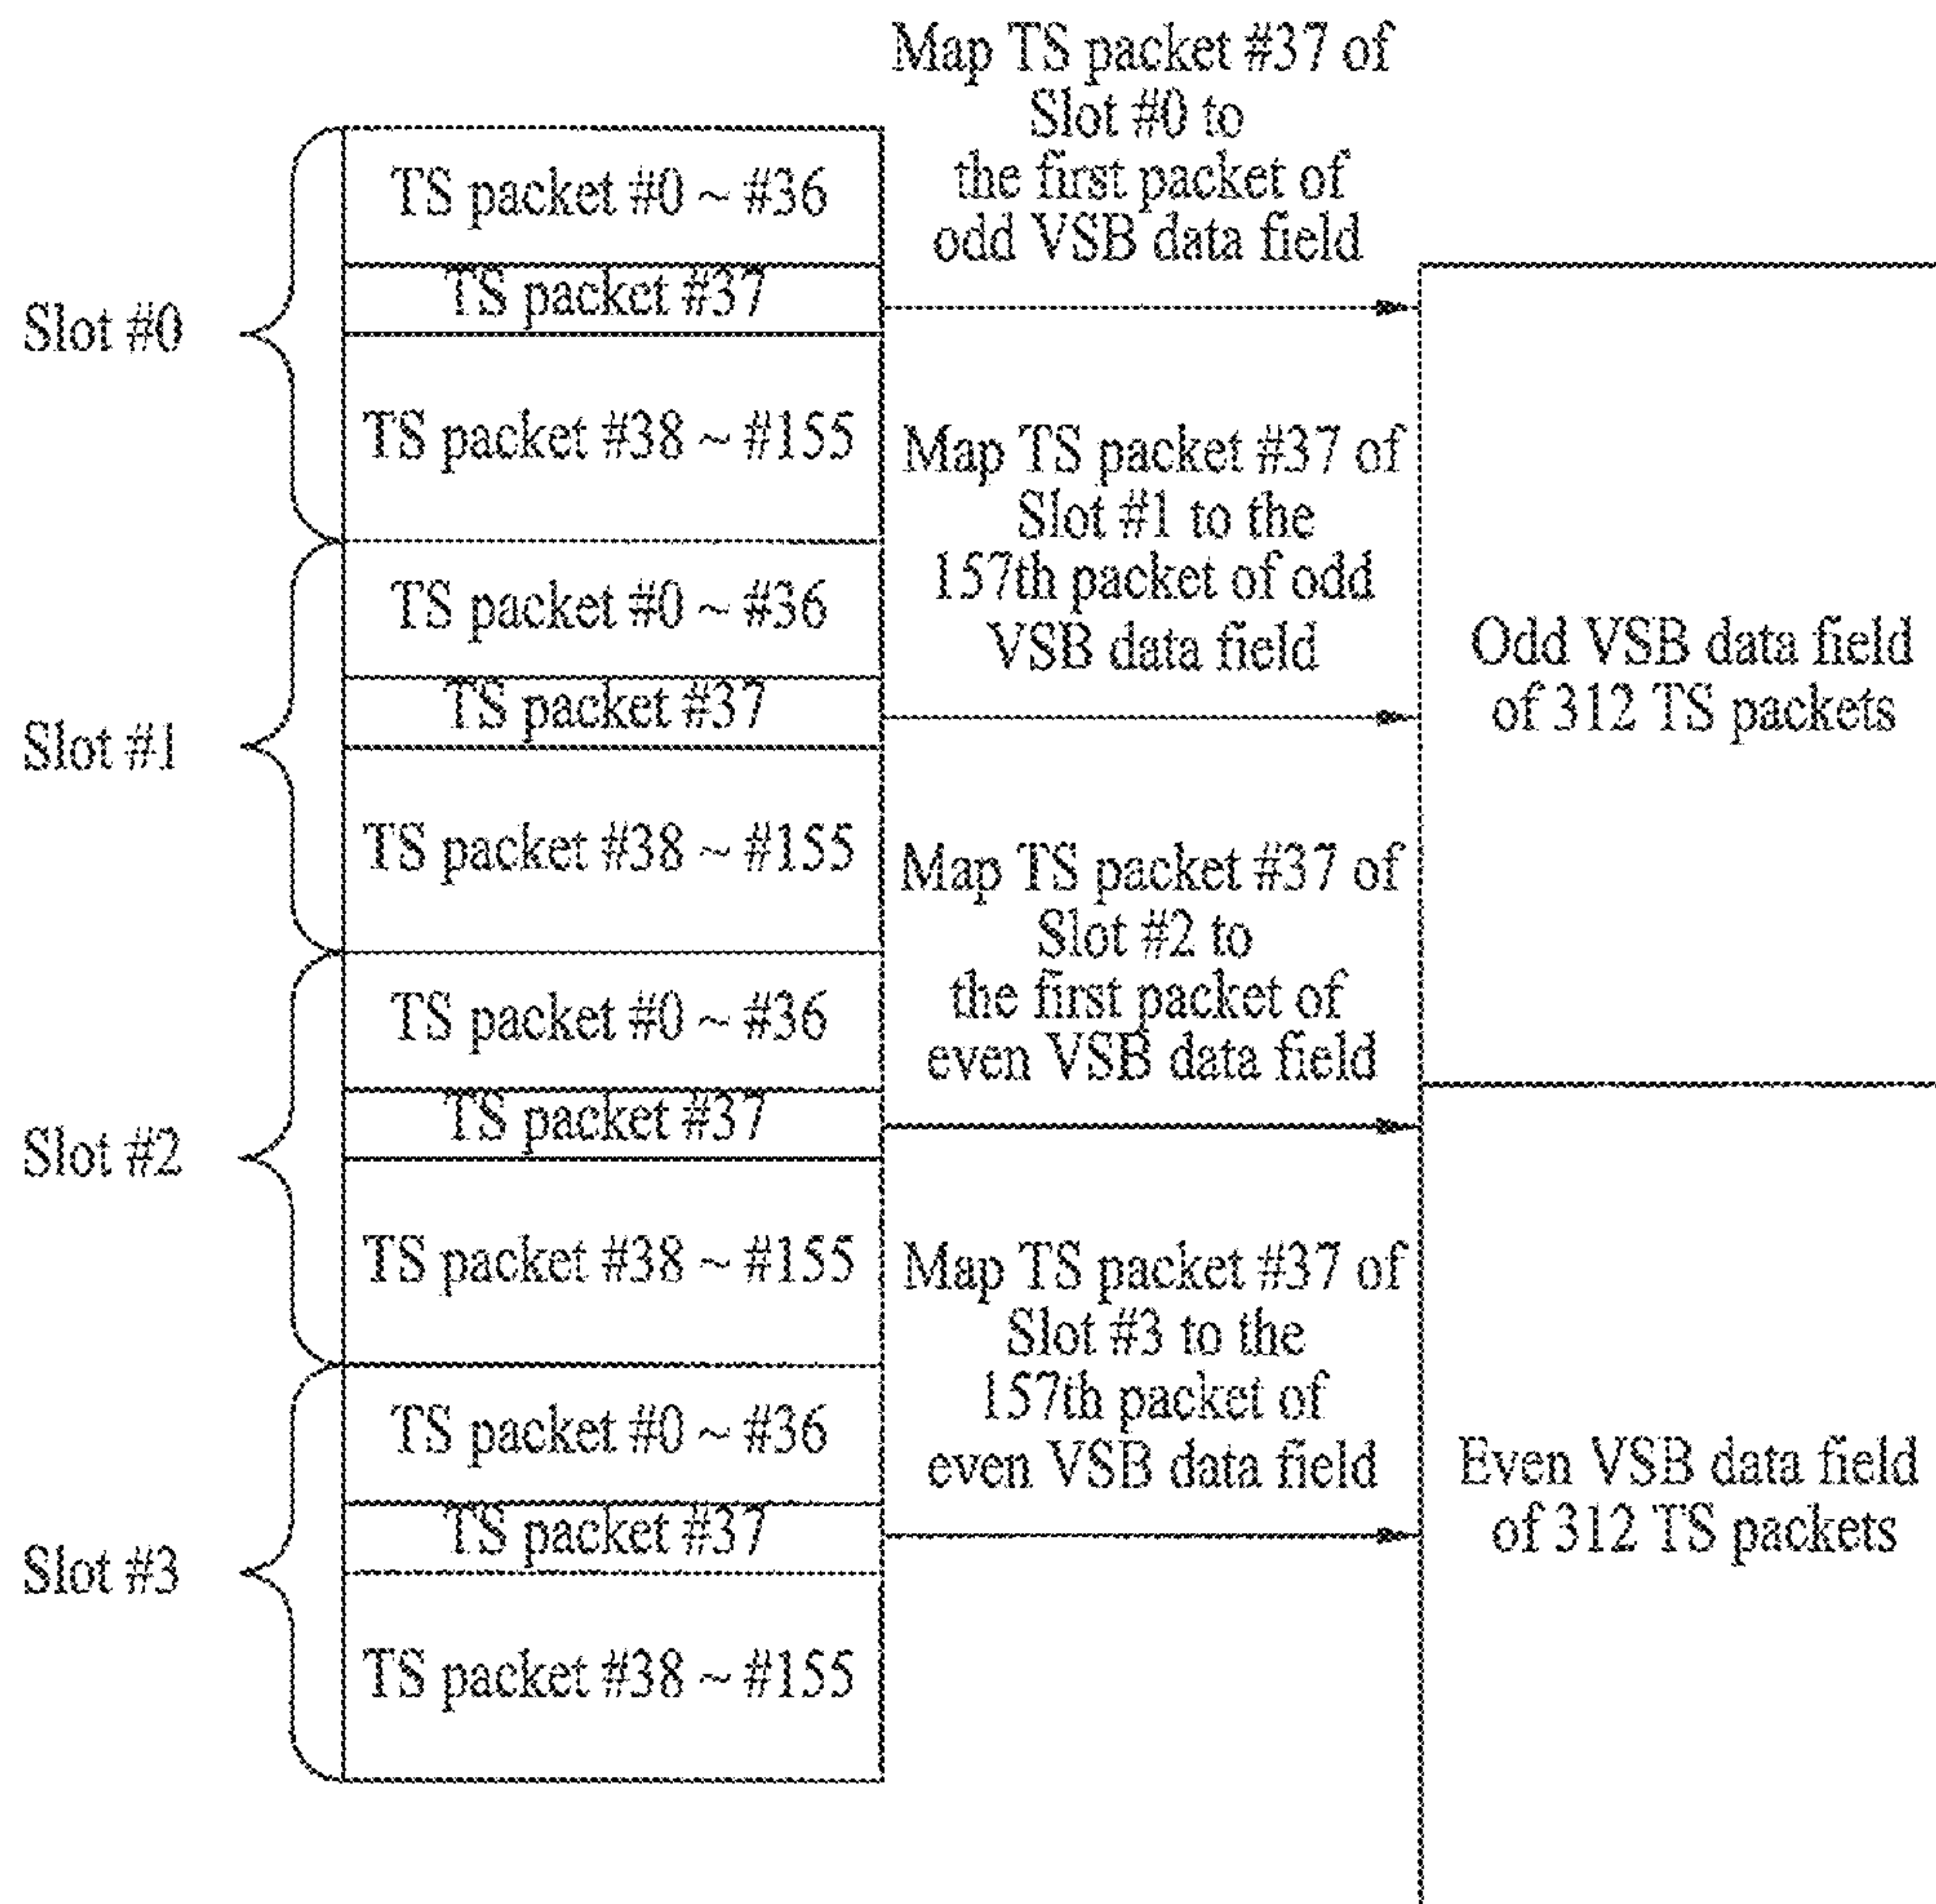 Map TS packet #37 of
Slot #0 to
the first packet of
odd VSB data field
TS packet #0 ~ #36
TS packet #37
Slot #0
TS packet #38 ~ #155
Map TS packet #37 of
Slot #1 to the
157th packet of odd
VSB data field
TS packet #0 ~ #36
TS packet #37
Slot #1
TS packet #38 ~ #155
Odd VSB data field
of 312 TS packets
Map TS packet #37 of
Slot #2 to
the first packet of
even VSB data field
TS packet #0 ~ #36
TS packet #37
Slot #2
TS packet #38 ~ #155
Map TS packet #37 of
Slot #3 to the
157th packet of
even VSB data field
TS packet #0 ~ #36
TS packet #37
Slot #3
TS packet #38 ~ #155
Even VSB data field
of 312 TS packets